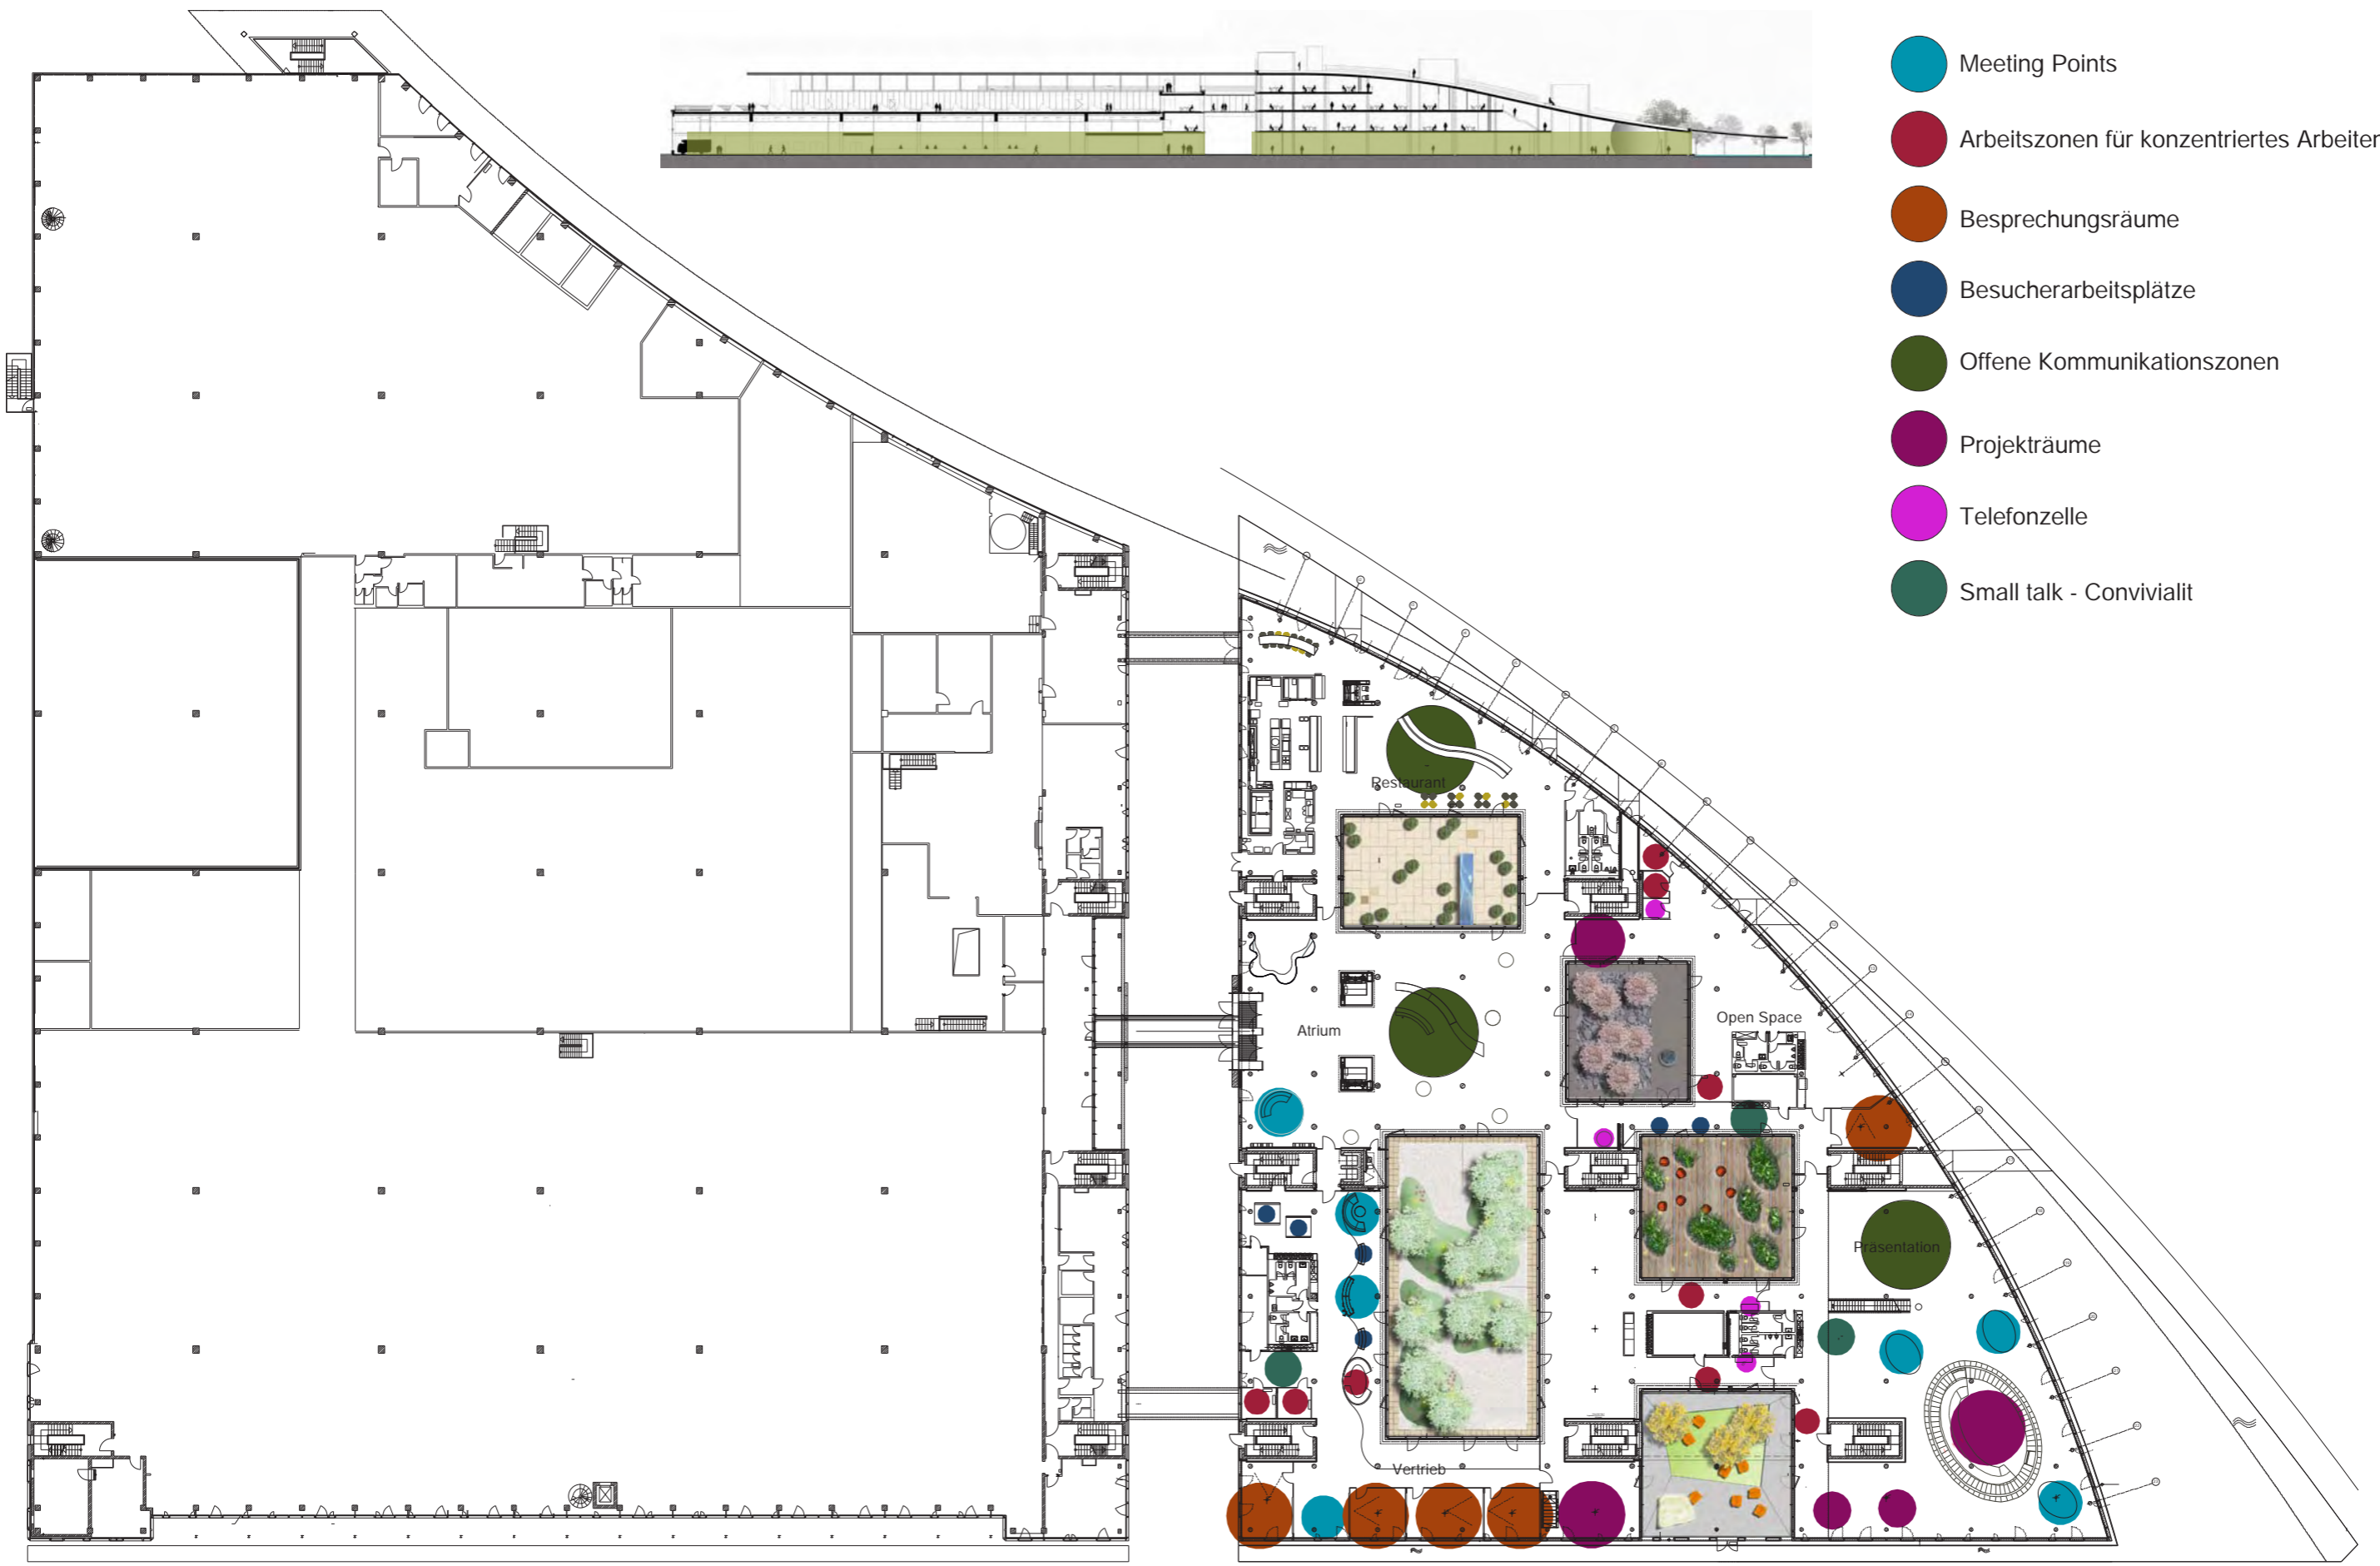 Meeting Points
Arbeitszonen für konzentriertes Arbeiten
Besprechungsräume
Besucherarbeitsplätze
Offene Kommunikationszonen
Projekträume
Telefonzelle
Small talk - Convivialit
Restaurant
Atrium
Open Space
Präsentation
Vertrieb